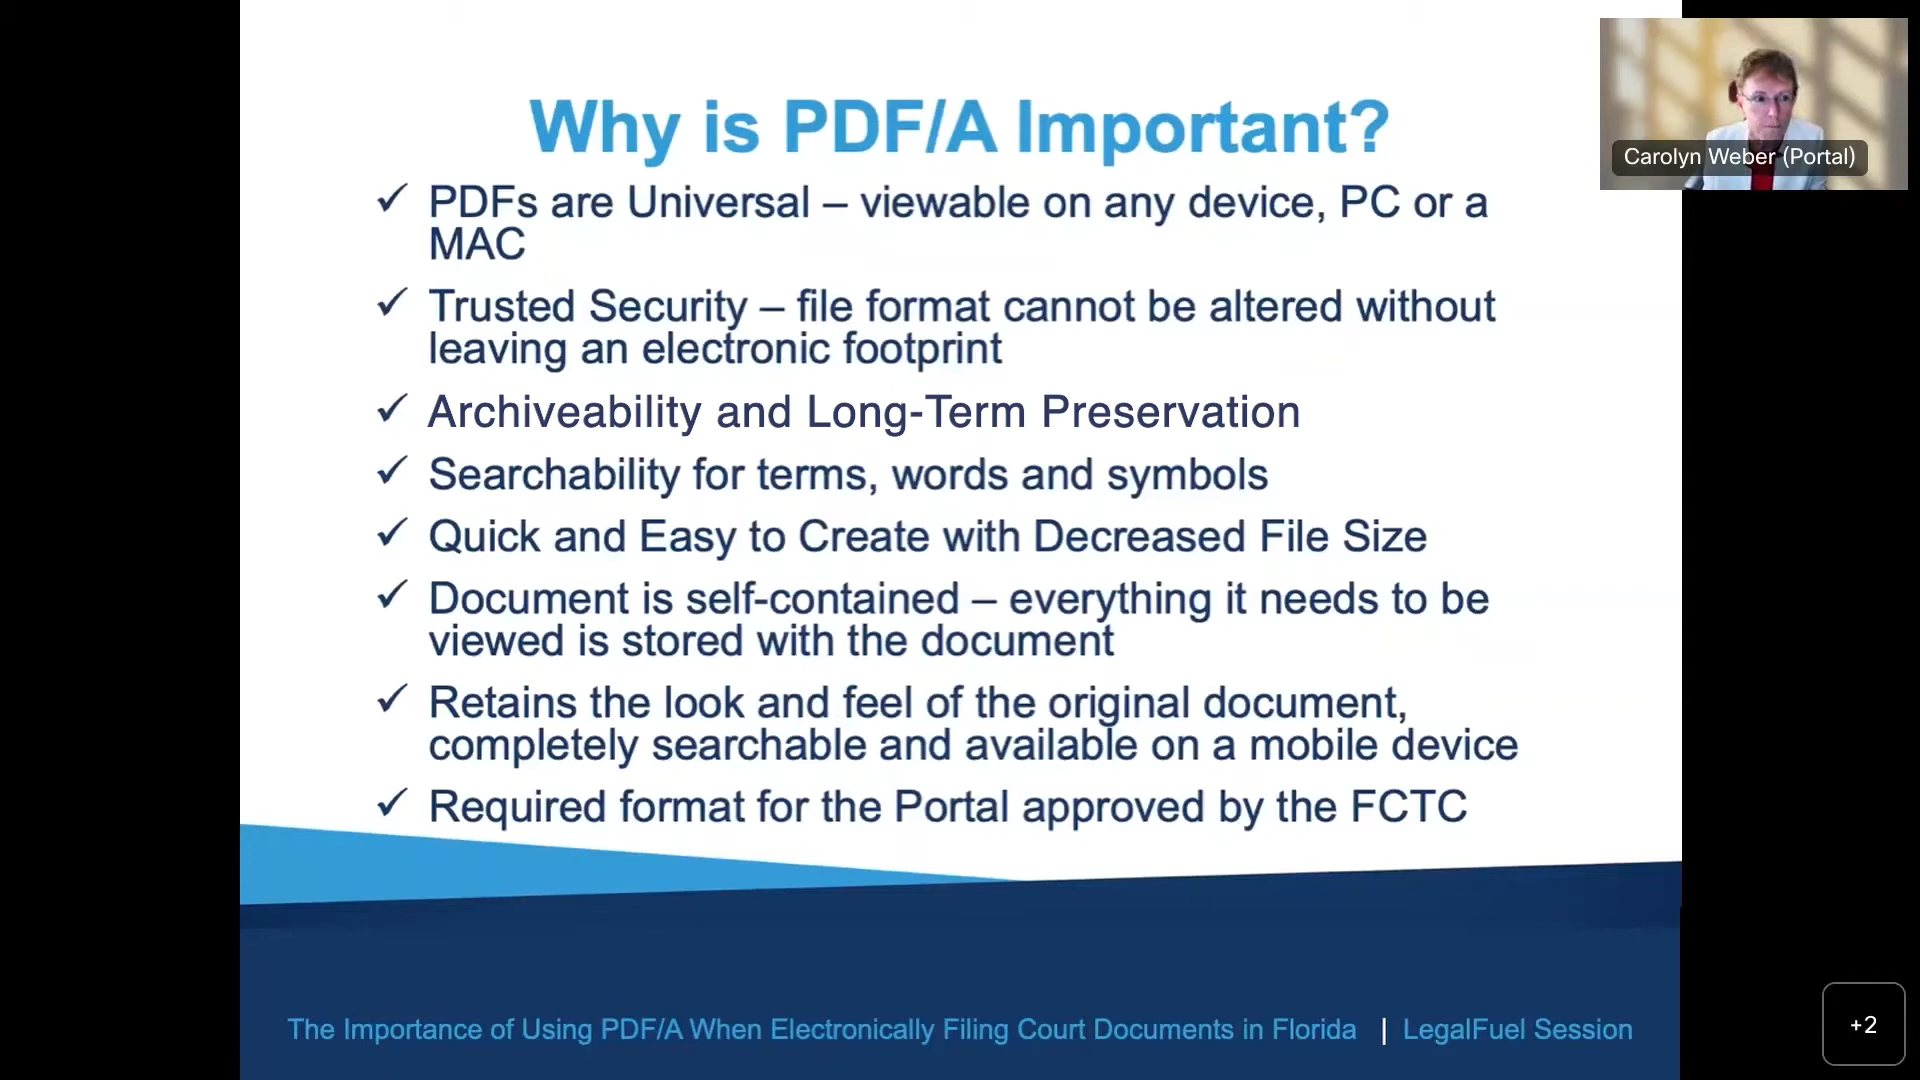 Why is PDF/A Important?
Carolyn Weber (Portal)
✓ PDFs are Universal – viewable on any device, PC or a
MAC
✓ Trusted Security – file format cannot be altered without
leaving an electronic footprint
✓ Archiveability and Long-Term Preservation
✓ Searchability for terms, words and symbols
✓ Quick and Easy to Create with Decreased File Size
✓ Document is self-contained – everything it needs to be
viewed is stored with the document
✓ Retains the look and feel of the original document,
completely searchable and available on a mobile device
✓ Required format for the Portal approved by the FCTC
The Importance of Using PDF/A When Electronically Filing Court Documents in Florida | LegalFuel Session
+2